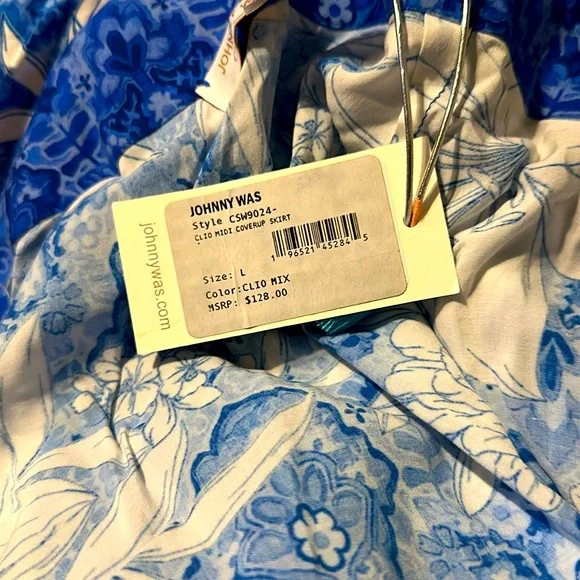 JOHNNY WAS
Style CSW9024-
CLIO MIDI COVERUP SKIRT
1 96521 45284 5
Size: L
Color:CLIO MIX
MSRP: $128.00
johnnywas.com